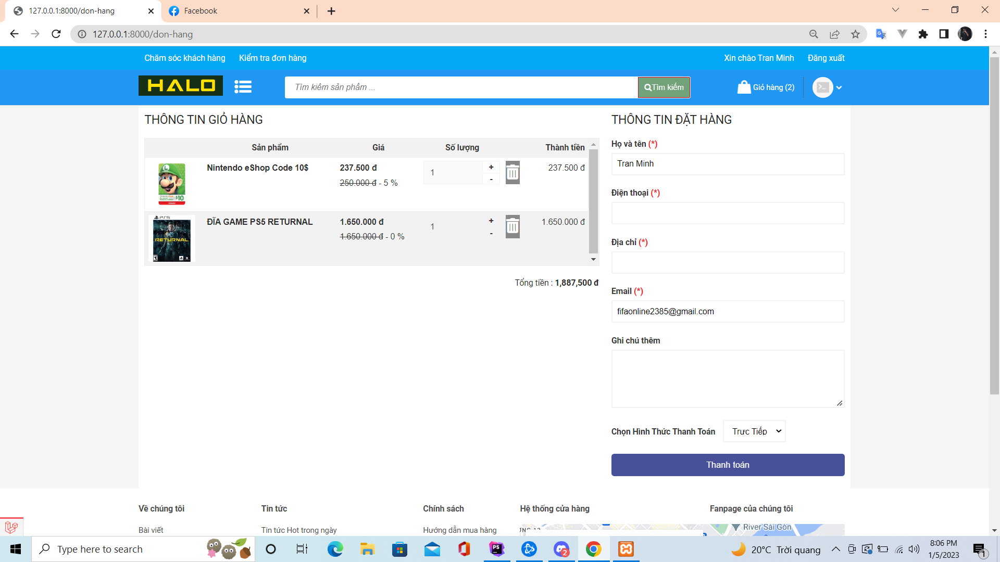 127.0.0.1:8000/don-hang
Facebook
127.0.0.1:8000/don-hang
Chăm sóc khách hàng
Kiểm tra đơn hàng
Xin chào Tran Minh
Đăng xuất
HALO
Tìm kiếm sản phẩm ...
Tìm kiếm
Giỏ hàng (2)
THÔNG TIN GIỎ HÀNG
Sản phẩm Giá Số lượng Thành tiền
Nintendo eShop Code 10$ 237.500 đ 1 + 237.500 đ
250.000 đ - 5 % -
$10
ĐĨA GAME PS5 RETURNAL 1.650.000 đ 1 + 1.650.000 đ
1.650.000 đ - 0 % -
PS5
RETURNAL
Tổng tiền : 1,887,500 đ
THÔNG TIN ĐẶT HÀNG
Họ và tên (*)
Tran Minh
Điện thoại (*)
Địa chỉ (*)
Email (*)
fifaonline2385@gmail.com
Ghi chú thêm
Chọn Hình Thức Thanh Toán
Trực Tiếp
Thanh toán
Về chúng tôi
Bài viết
Tin tức
Tin tức Hot trong ngày
Chính sách
Hướng dẫn mua hàng
Hệ thống cửa hàng
Fanpage của chúng tôi
River Sài Gòn
Type here to search
PS
2
20°C Trời quang
8:06 PM
1/5/2023
1